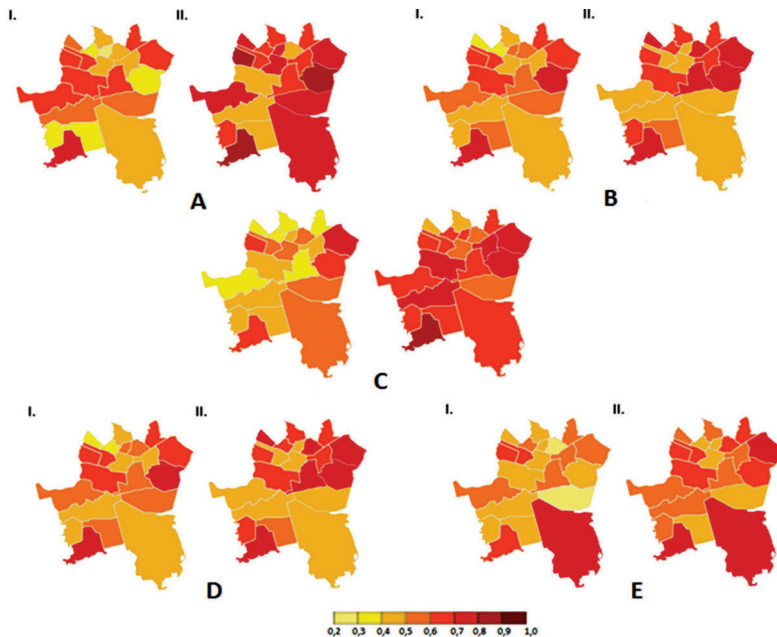 I. II. I. II.
A B
C
I. II. I. II.
D E
0,2 0,3 0,4 0,5 0,6 0,7 0,8 0,9 1,0